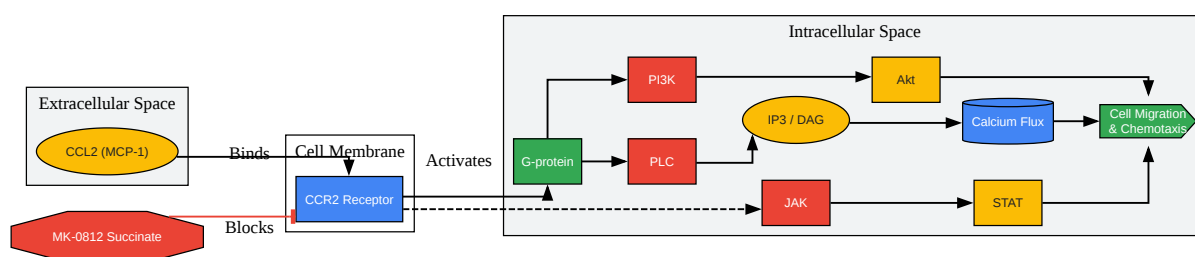 Extracellular Space
CCL2 (MCP-1)
MK-0812 Succinate
Binds
Blocks
Cell Membrane
CCR2 Receptor
Activates
Intracellular Space
G-protein
PI3K
PLC
IP3 / DAG
JAK
Akt
Calcium Flux
STAT
Cell Migration
& Chemotaxis